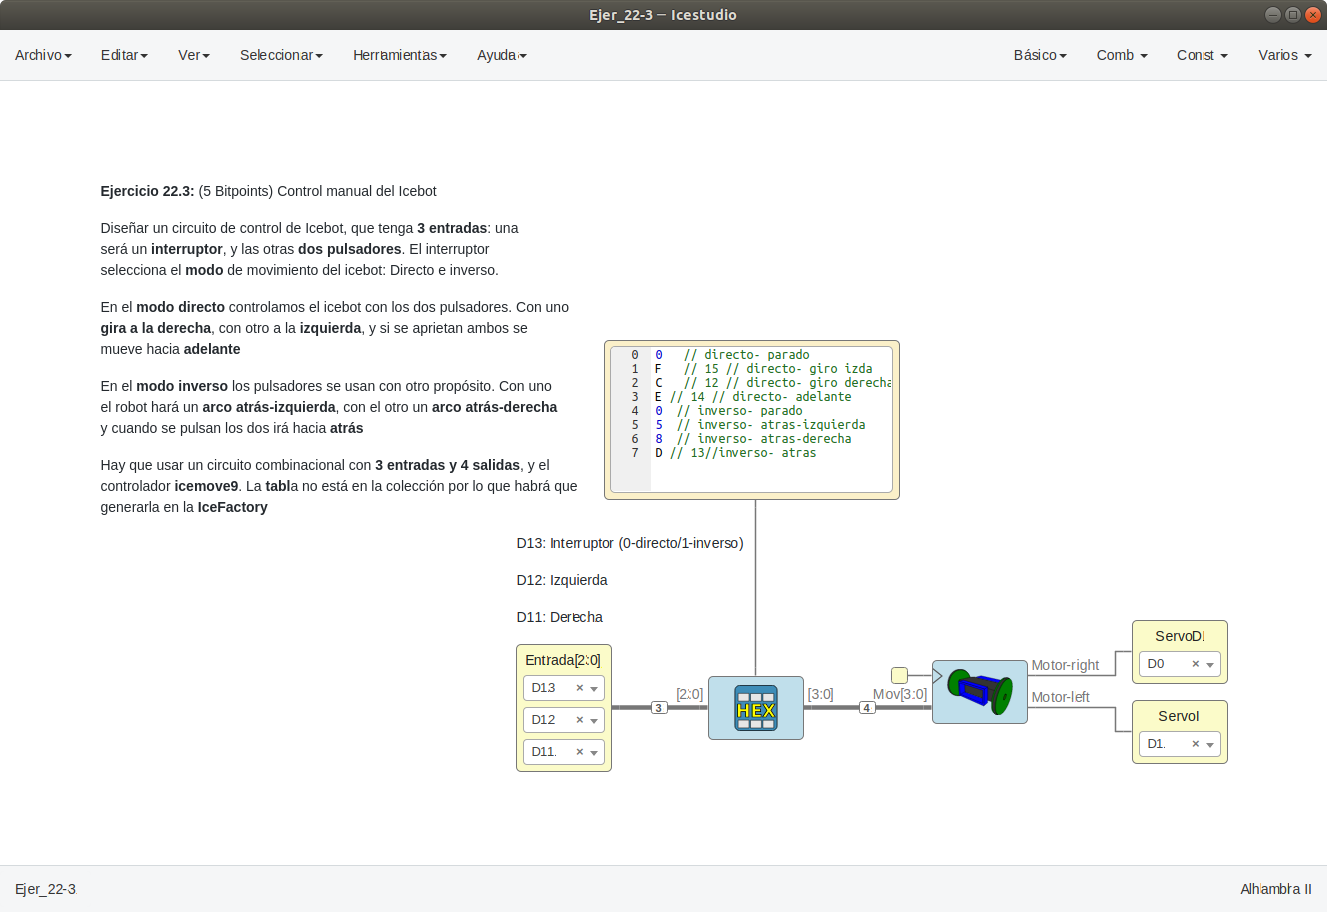 Ejer_22-3 — Icestudio
Archivo Editar Ver Seleccionar Herramientas Ayuda Básico Comb Const Varios
Ejercicio 22.3: (5 Bitpoints) Control manual del Icebot
Diseñar un circuito de control de Icebot, que tenga 3 entradas: una
será un interruptor, y las otras dos pulsadores. El interruptor
selecciona el modo de movimiento del icebot: Directo e inverso.
En el modo directo controlamos el icebot con los dos pulsadores. Con uno
gira a la derecha, con otro a la izquierda, y si se aprietan ambos se
mueve hacia adelante
En el modo inverso los pulsadores se usan con otro propósito. Con uno
el robot hará un arco atrás-izquierda, con el otro un arco atrás-derecha
y cuando se pulsan los dos irá hacia atrás
Hay que usar un circuito combinacional con 3 entradas y 4 salidas, y el
controlador icemove9. La tabla no está en la colección por lo que habrá que
generarla en la IceFactory
0 0 // directo- parado
1 F // 15 // directo- giro izda
2 C // 12 // directo- giro derecha
3 E // 14 // directo- adelante
4 0 // inverso- parado
5 5 // inverso- atras-izquierda
6 8 // inverso- atras-derecha
7 D // 13//inverso- atras
D13: Interruptor (0-directo/1-inverso)
D12: Izquierda
D11: Derecha
Entrada[2:0]
D13
D12
D11
3
[2:0]
HEX
[3:0]
4
Mov[3:0]
Motor-right
Motor-left
ServoD
D0
ServoI
D1
Ejer_22-3
Alhambra II